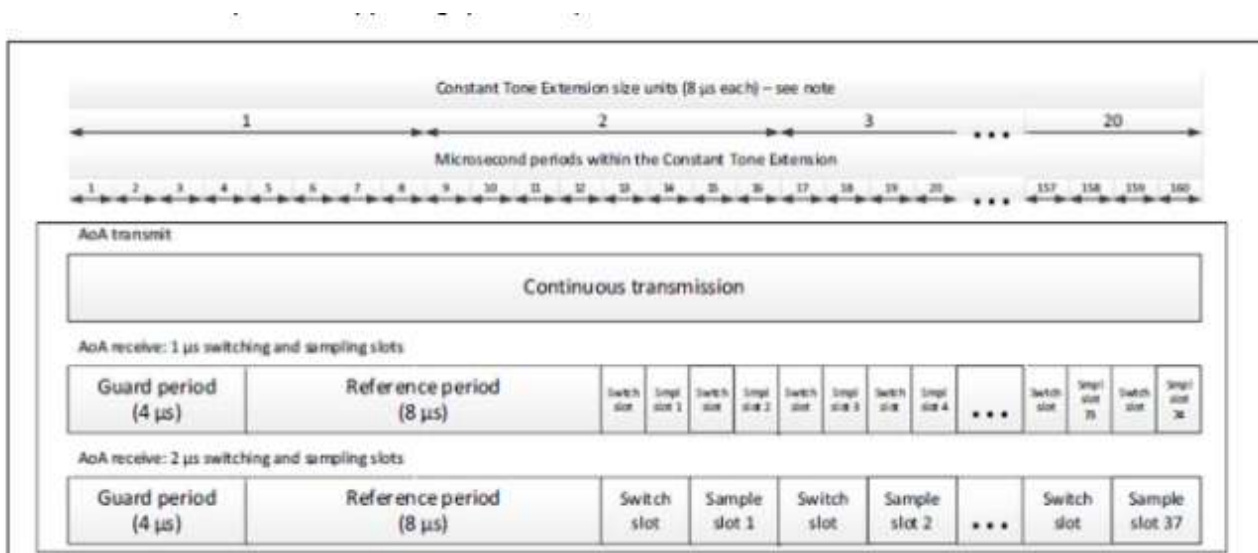 Constant Tone Extension size units (8 µs each) – see note
1 2 3 ... 20
Microsecond periods within the Constant Tone Extension
1 2 3 4 5 6 7 8 9 10 11 12 13 14 15 16 17 18 19 20 ... 157 158 159 160
AoA transmit
Continuous transmission
AoA receive: 1 µs switching and sampling slots
Guard period (4 µs) Reference period (8 µs) Switch slot Smpl slot 1 Switch slot Smpl slot 2 Switch slot Smpl slot 3 Switch slot Smpl slot 4 ... Switch slot Smpl slot Switch slot Smpl slot 74
AoA receive: 2 µs switching and sampling slots
Guard period (4 µs) Reference period (8 µs) Switch slot Sample slot 1 Switch slot Sample slot 2 ... Switch slot Sample slot 37